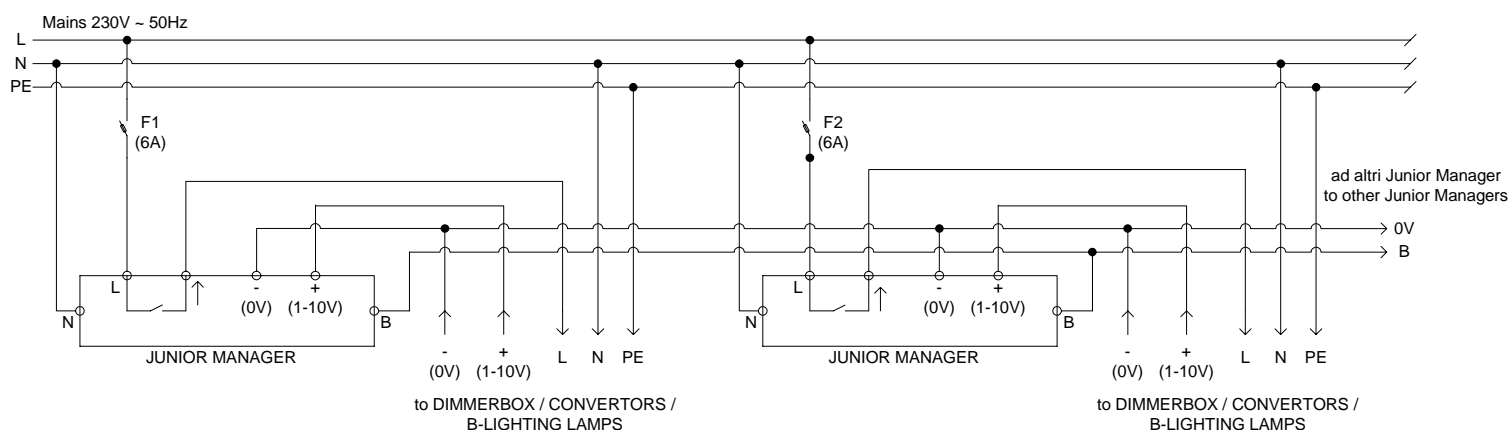 Mains 230V ~ 50Hz
L
N
PE
F1
(6A)
F2
(6A)
ad altri Junior Manager
to other Junior Managers
0V
B
L
-
(0V)
+
(1-10V)
N
B
JUNIOR MANAGER
-
(0V)
+
(1-10V)
L
N
PE
to DIMMERBOX / CONVERTORS /
B-LIGHTING LAMPS
L
-
(0V)
+
(1-10V)
N
B
JUNIOR MANAGER
-
(0V)
+
(1-10V)
L
N
PE
to DIMMERBOX / CONVERTORS /
B-LIGHTING LAMPS